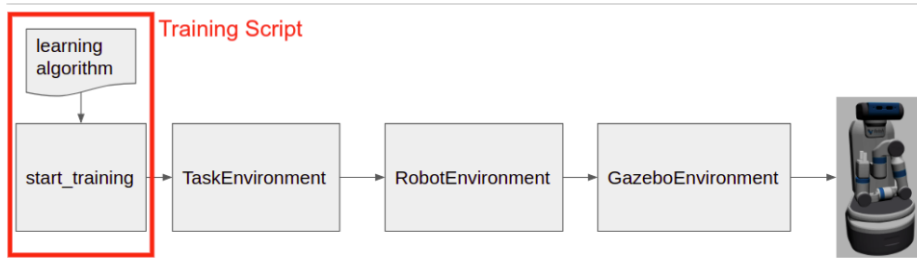 Training Script
learning
algorithm
start_training
TaskEnvironment
RobotEnvironment
GazeboEnvironment